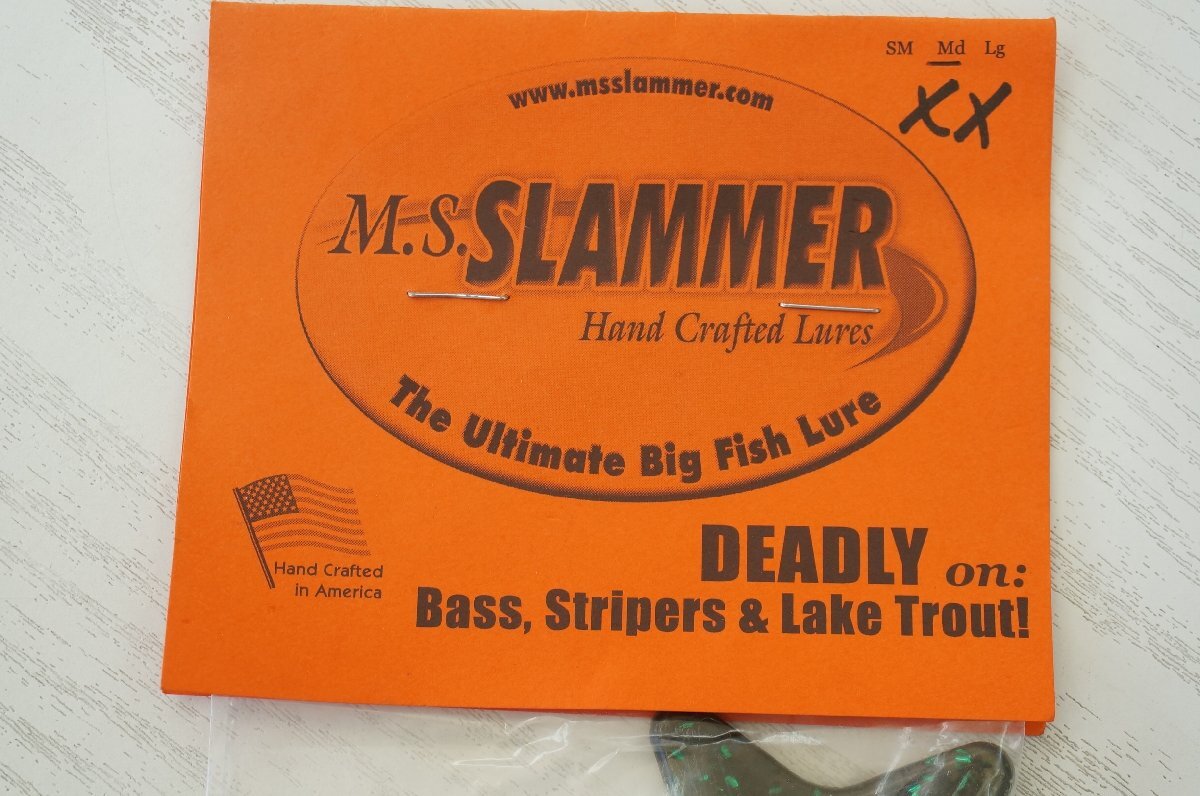 SM Md Lg
XX
www.msslammer.com
M.S. SLAMMER
Hand Crafted Lures
The Ultimate Big Fish Lure
Hand Crafted
in America
DEADLY on:
Bass, Stripers & Lake Trout!